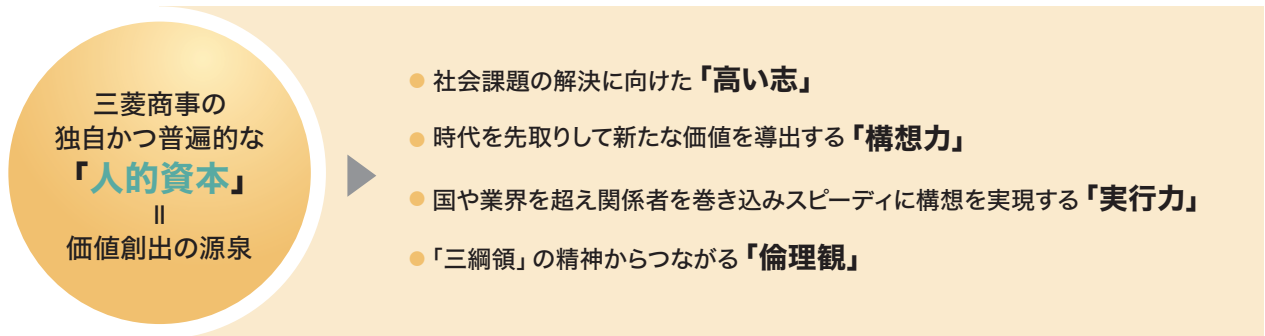 三菱商事の
独自かつ普遍的な
「人的資本」
=
価値創出の源泉
● 社会課題の解決に向けた「高い志」
● 時代を先取りして新たな価値を導出する「構想力」
● 国や業界を超え関係者を巻き込みスピーディに構想を実現する「実行力」
● 「三綱領」の精神からつながる「倫理観」